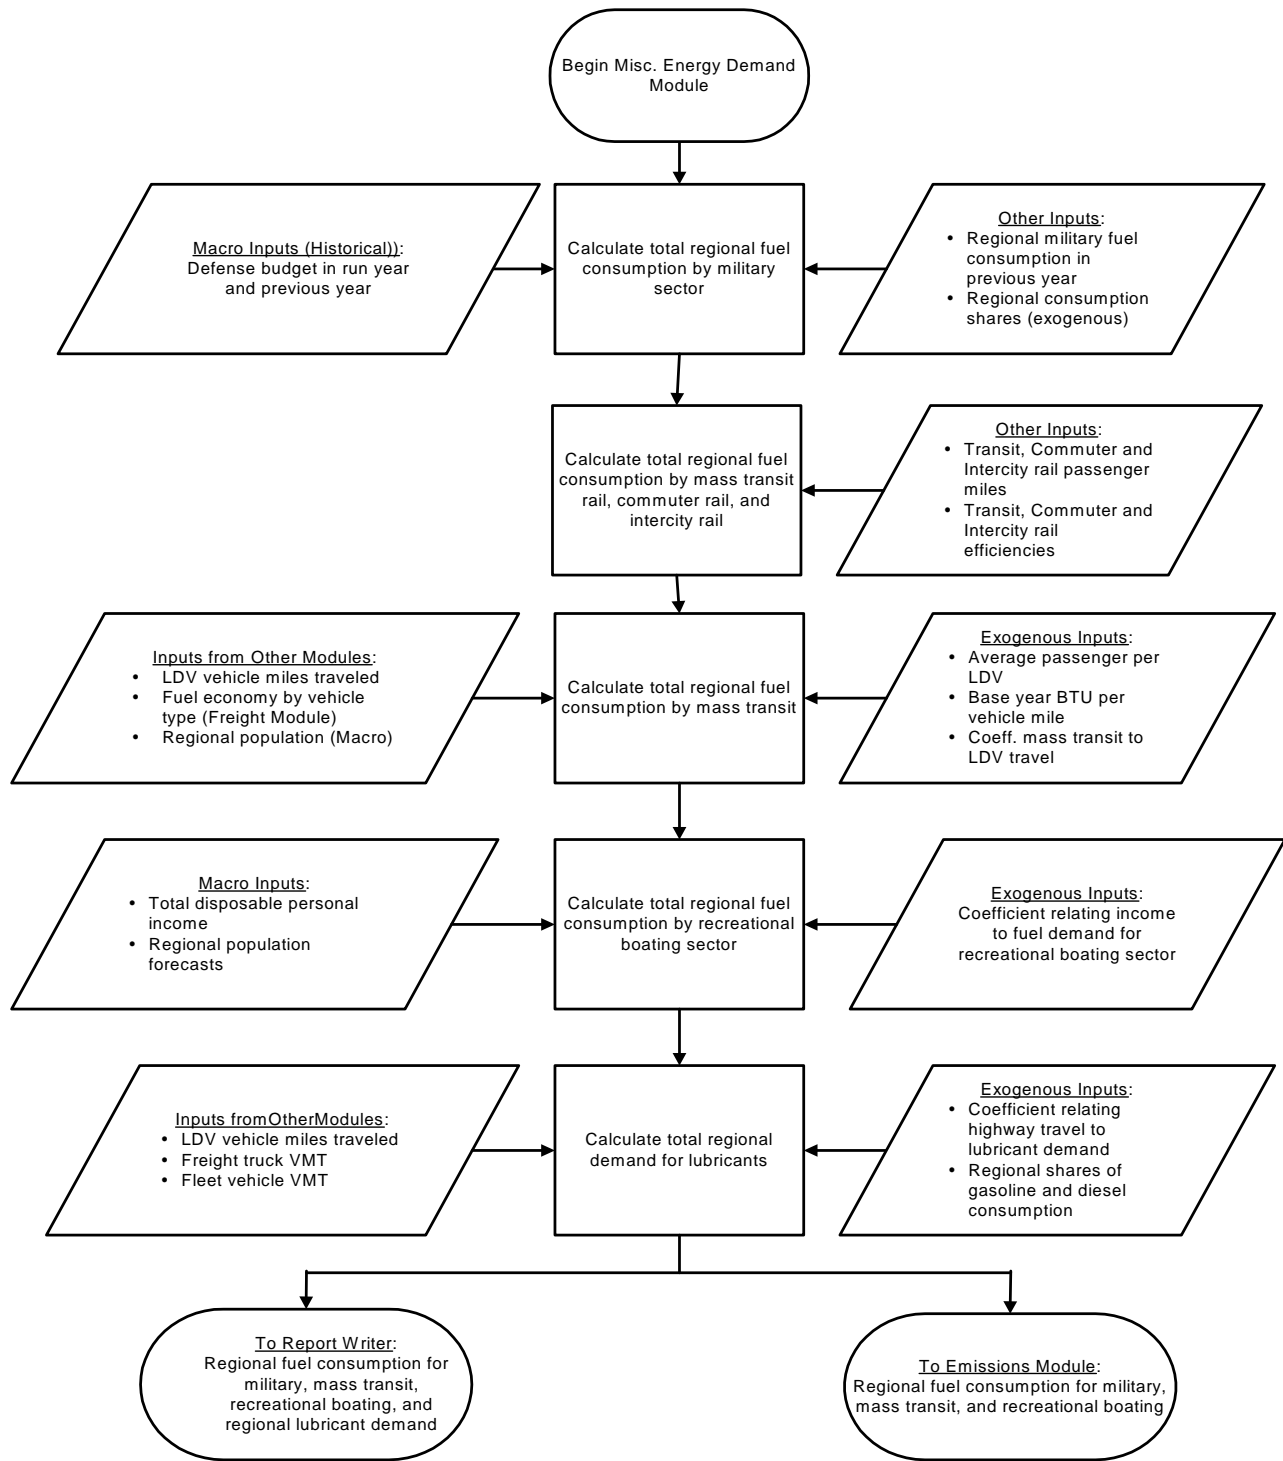 Begin Misc. Energy Demand
Module
Macro Inputs (Historical)):
Defense budget in run year
and previous year
Calculate total regional fuel
consumption by military
sector
Other Inputs:
• Regional military fuel
consumption in
previous year
• Regional consumption
shares (exogenous)
Calculate total regional fuel
consumption by mass transit
rail, commuter rail, and
intercity rail
Other Inputs:
• Transit, Commuter and
Intercity rail passenger
miles
• Transit, Commuter and
Intercity rail
efficiencies
Inputs from Other Modules:
• LDV vehicle miles traveled
• Fuel economy by vehicle
type (Freight Module)
• Regional population (Macro)
Calculate total regional fuel
consumption by mass transit
Exogenous Inputs:
• Average passenger per
LDV
• Base year BTU per
vehicle mile
• Coeff. mass transit to
LDV travel
Macro Inputs:
• Total disposable personal
income
• Regional population
forecasts
Calculate total regional fuel
consumption by recreational
boating sector
Exogenous Inputs:
Coefficient relating income
to fuel demand for
recreational boating sector
Inputs fromOtherModules:
• LDV vehicle miles traveled
• Freight truck VMT
• Fleet vehicle VMT
Calculate total regional
demand for lubricants
Exogenous Inputs:
• Coefficient relating
highway travel to
lubricant demand
• Regional shares of
gasoline and diesel
consumption
To Report Writer:
Regional fuel consumption for
military, mass transit,
recreational boating, and
regional lubricant demand
To Emissions Module:
Regional fuel consumption for military,
mass transit, and recreational boating